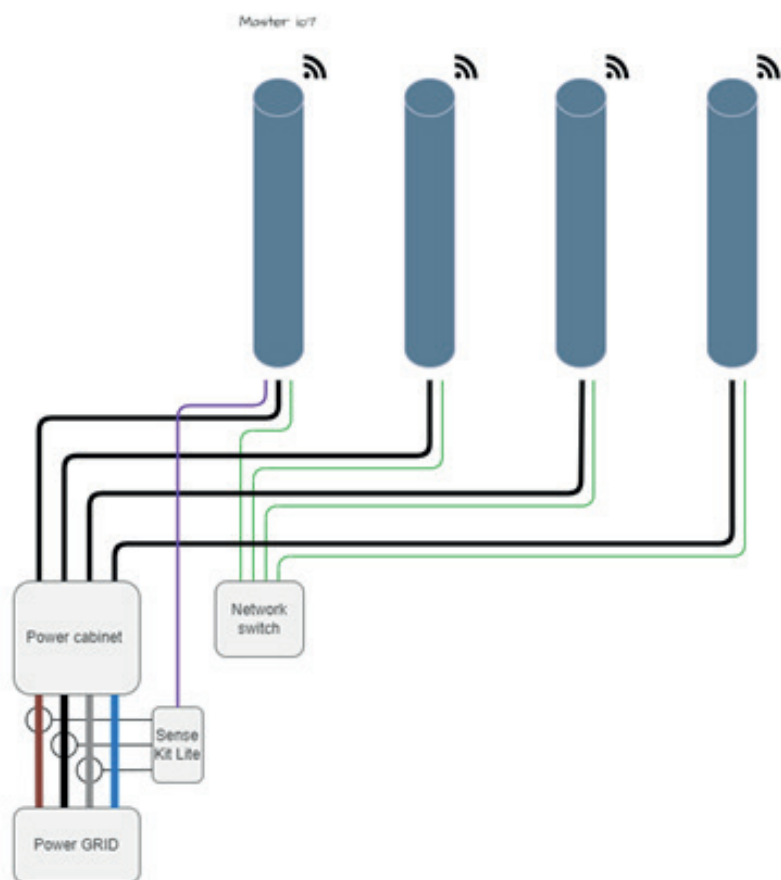 Master io7
Network
switch
Power cabinet
Sense
Kit Lite
Power GRID